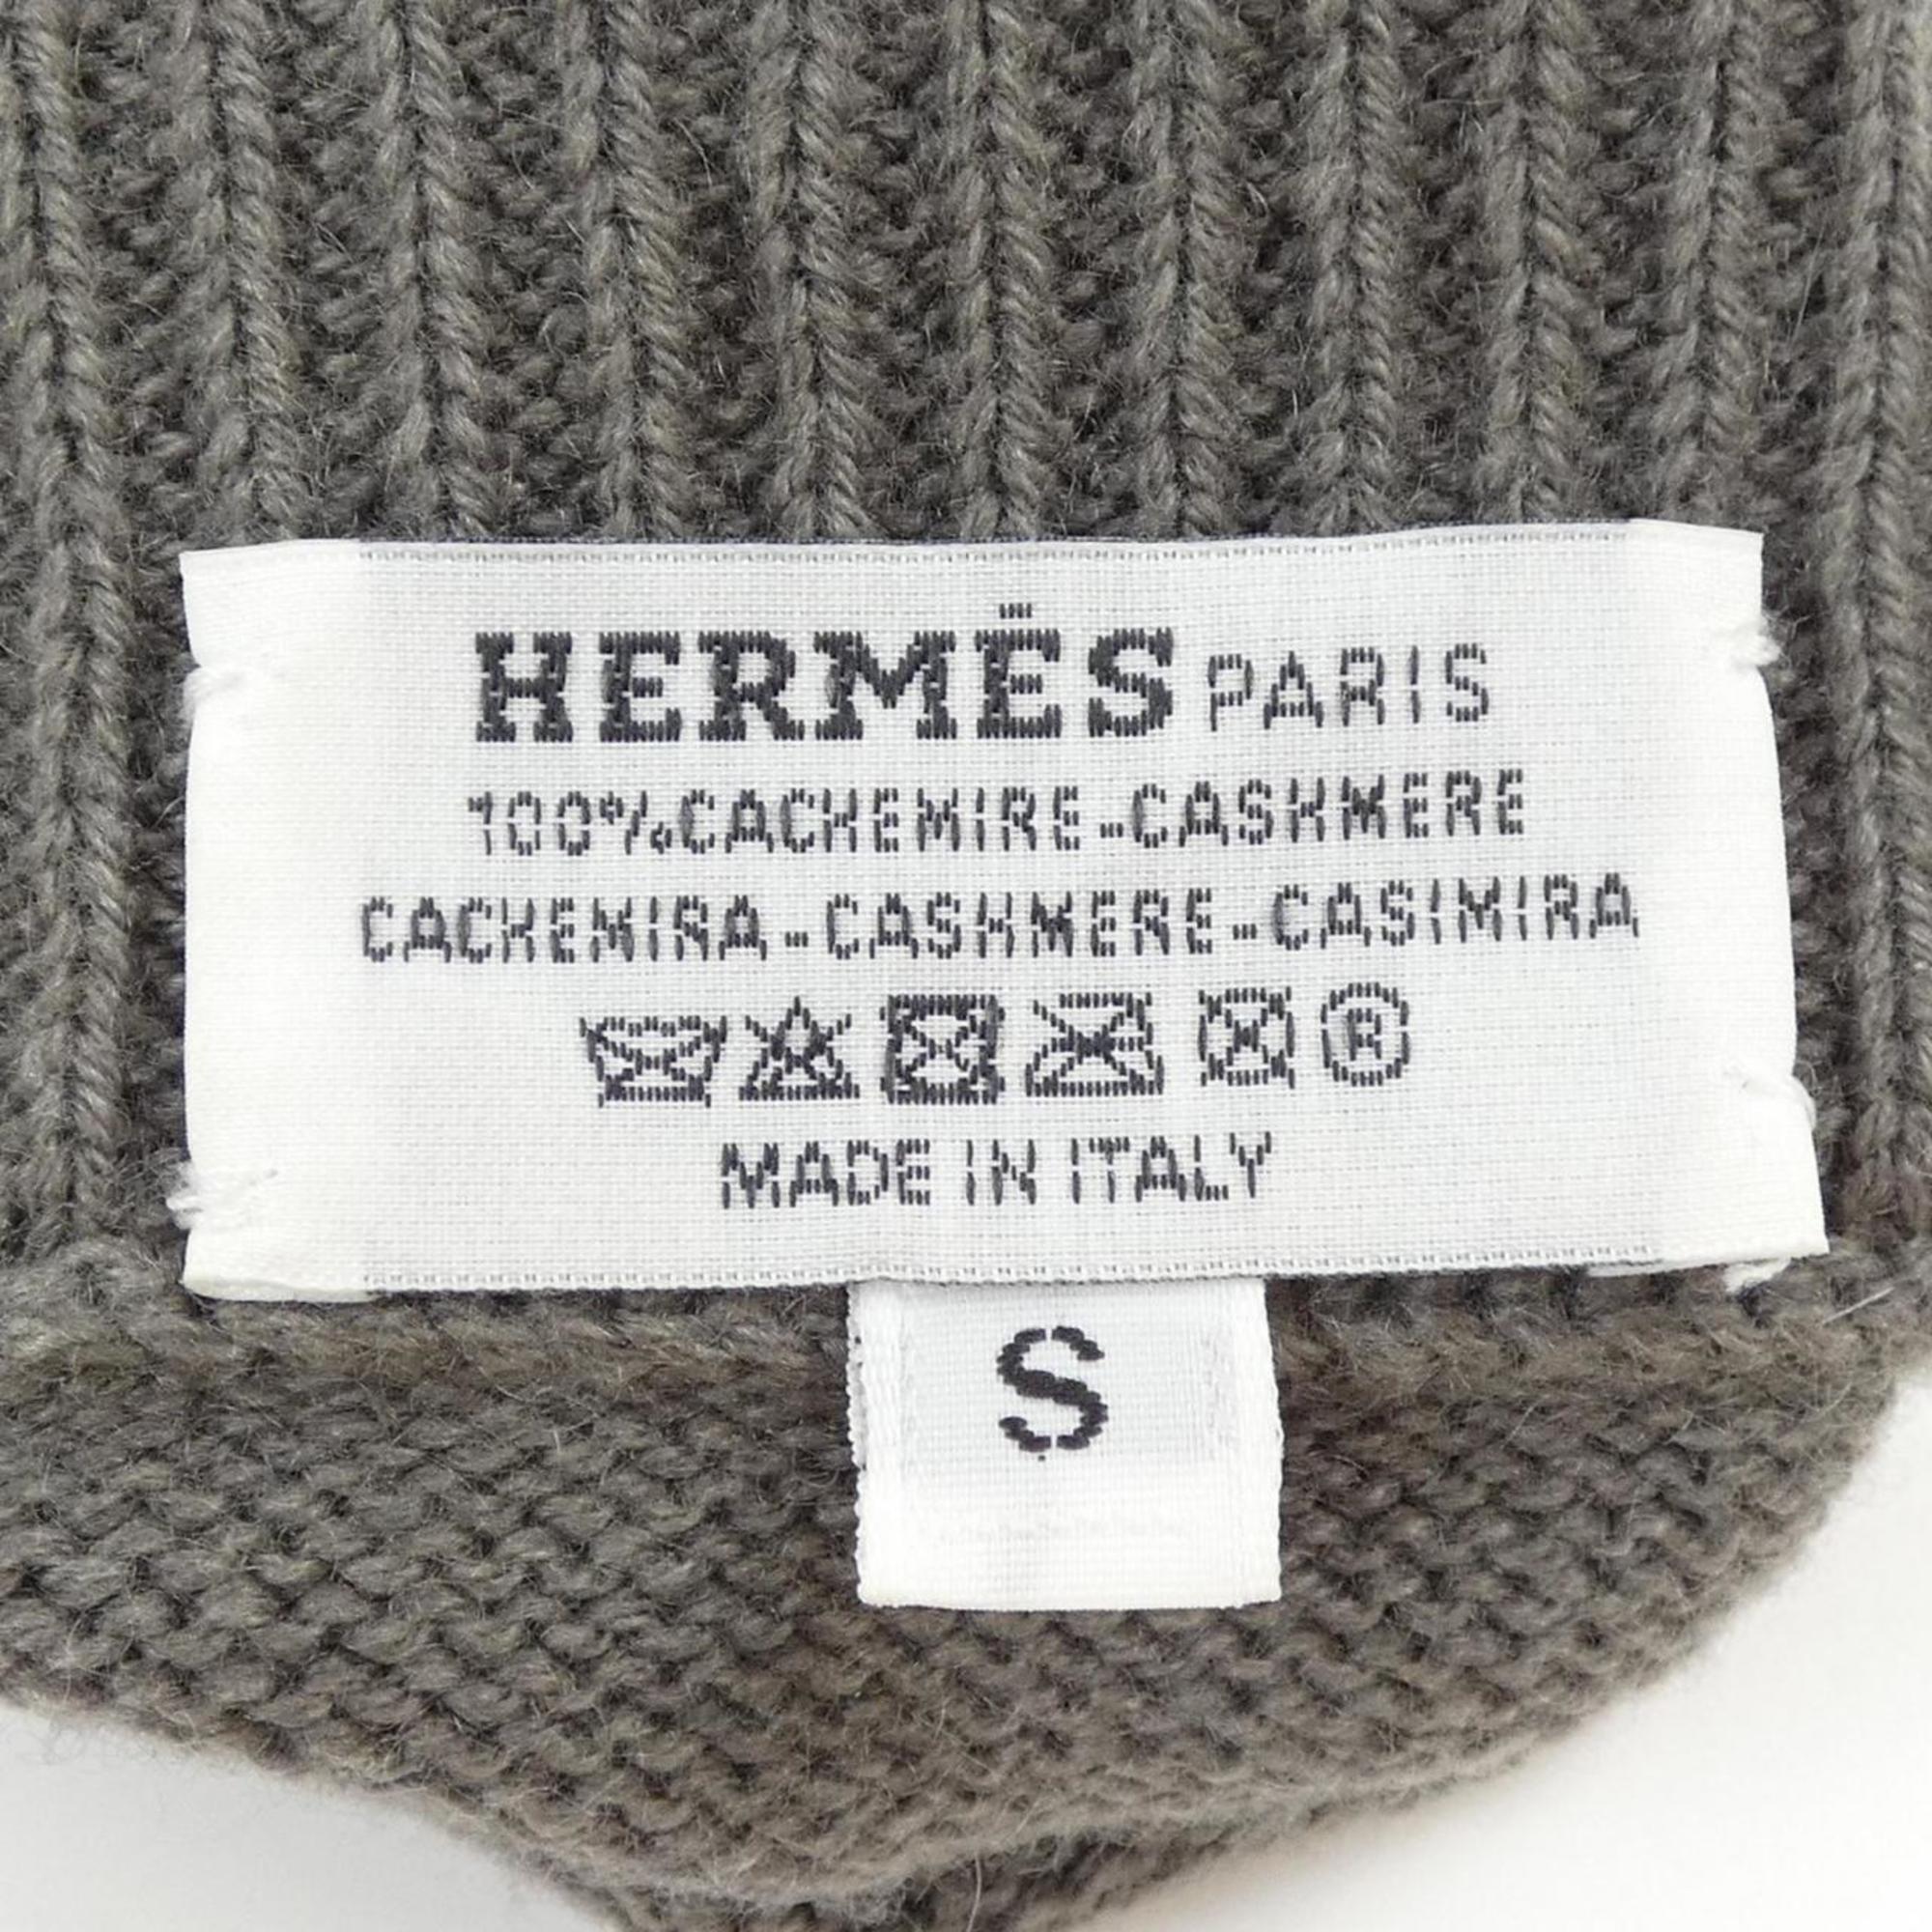 HERMÈS PARIS
100%CACHEMIRE-CASHMERE
CACHEMIRA-CASHMERE-CASIMIRA
®
MADE IN ITALY
S